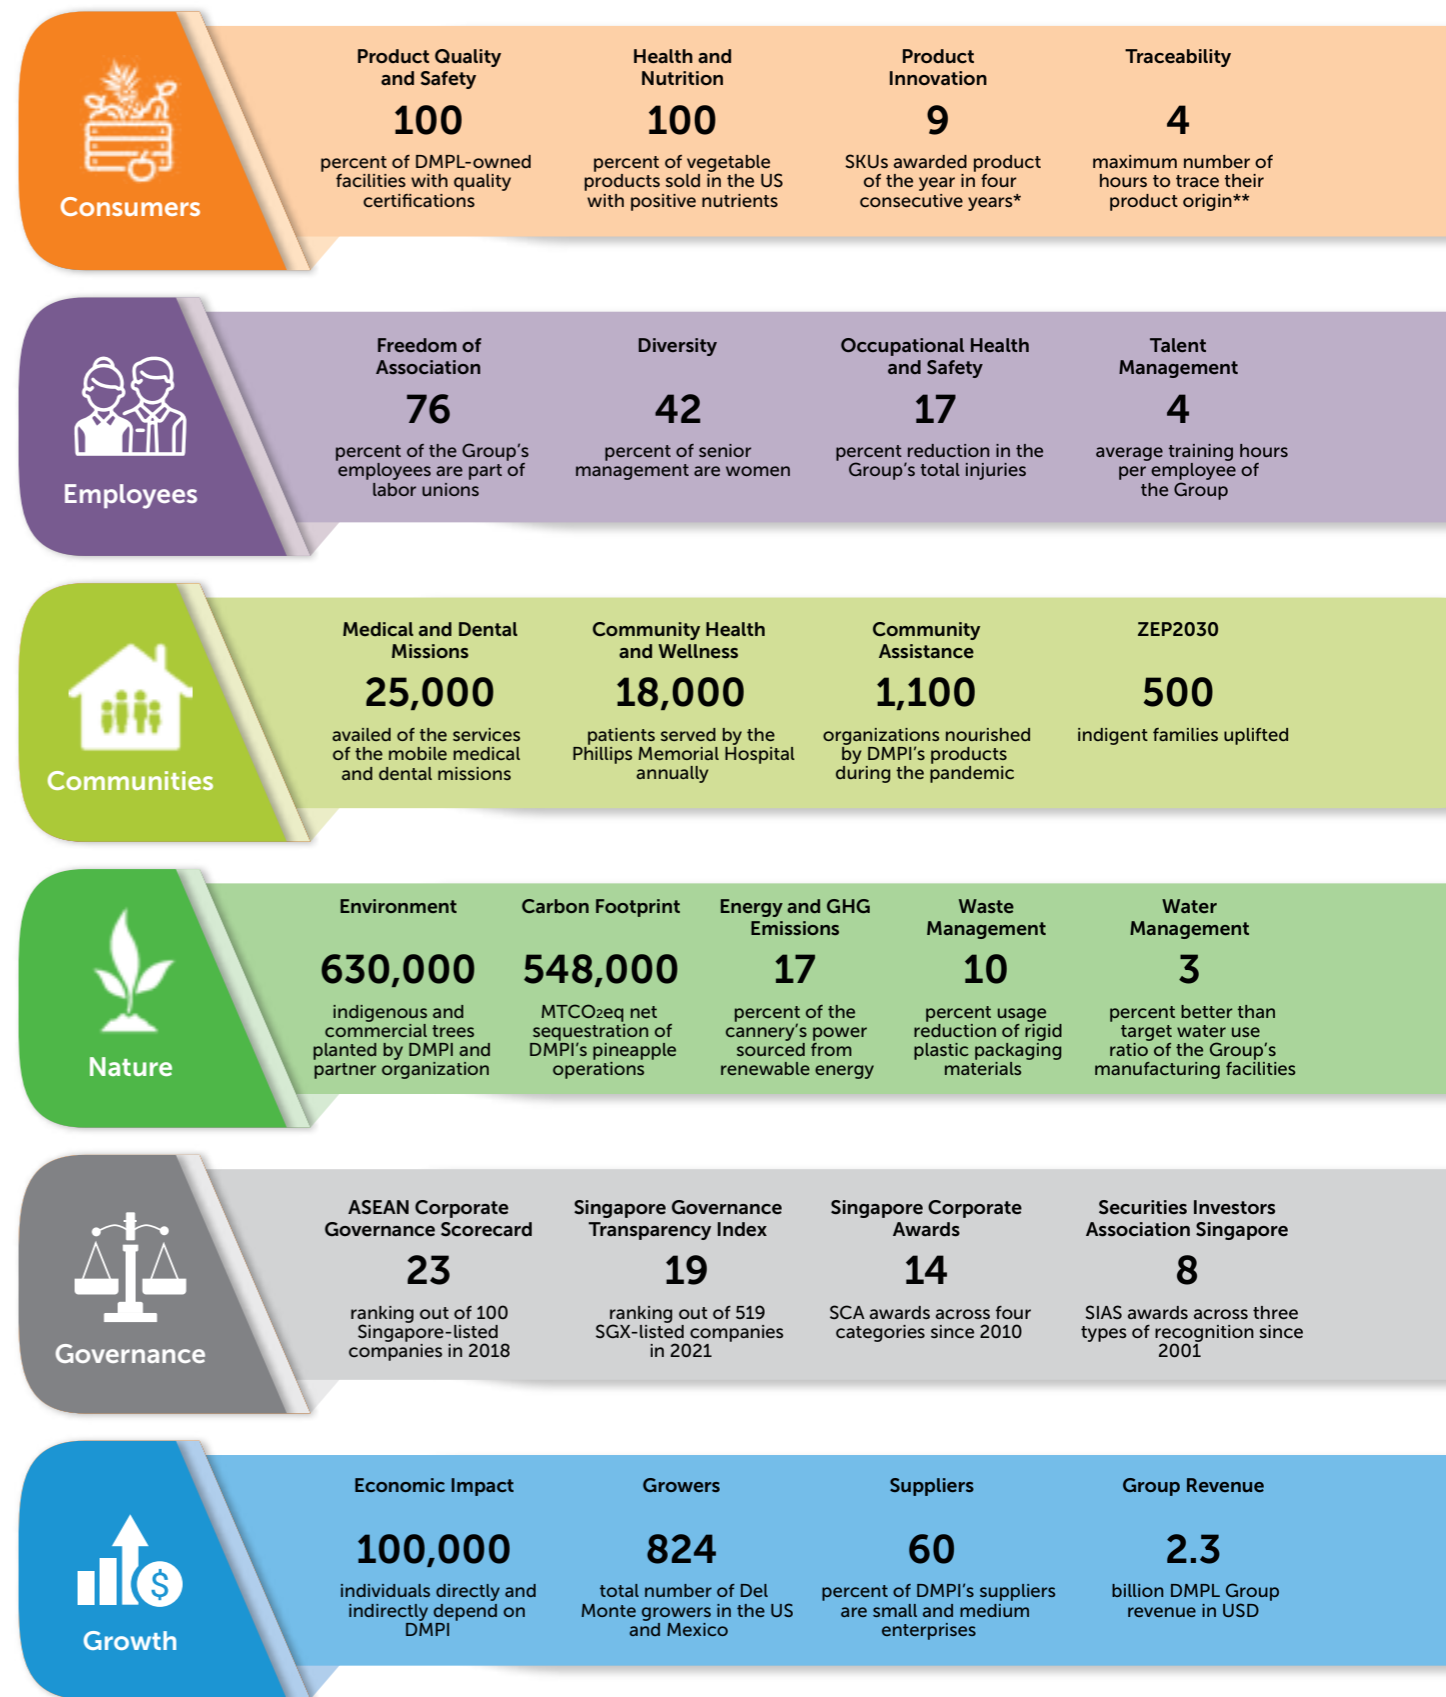 Consumers
Product Quality
and Safety
100
percent of DMPL-owned
facilities with quality
certifications
Health and
Nutrition
100
percent of vegetable
products sold in the US
with positive nutrients
Product
Innovation
9
SKUs awarded product
of the year in four
consecutive years*
Traceability
4
maximum number of
hours to trace their
product origin**
Employees
Freedom of
Association
76
percent of the Group's
employees are part of
labor unions
Diversity
42
percent of senior
management are women
Occupational Health
and Safety
17
percent reduction in the
Group's total injuries
Talent
Management
4
average training hours
per employee of
the Group
Communities
Medical and Dental
Missions
25,000
availed of the services
of the mobile medical
and dental missions
Community Health
and Wellness
18,000
patients served by the
Phillips Memorial Hospital
annually
Community
Assistance
1,100
organizations nourished
by DMPI's products
during the pandemic
ZEP2030
500
indigent families uplifted
Nature
Environment
630,000
indigenous and
commercial trees
planted by DMPI and
partner organization
Carbon Footprint
548,000
MTCO₂eq net
sequestration of
DMPI's pineapple
operations
Energy and GHG
Emissions
17
percent of the
cannery's power
sourced from
renewable energy
Waste
Management
10
percent usage
reduction of rigid
plastic packaging
materials
Water
Management
3
percent better than
target water use
ratio of the Group's
manufacturing facilities
Governance
ASEAN Corporate
Governance Scorecard
23
ranking out of 100
Singapore-listed
companies in 2018
Singapore Governance
Transparency Index
19
ranking out of 519
SGX-listed companies
in 2021
Singapore Corporate
Awards
14
SCA awards across four
categories since 2010
Securities Investors
Association Singapore
8
SIAS awards across three
types of recognition since
2001
Growth
$
Economic Impact
100,000
individuals directly and
indirectly depend on
DMPI
Growers
824
total number of Del
Monte growers in the US
and Mexico
Suppliers
60
percent of DMPI's suppliers
are small and medium
enterprises
Group Revenue
2.3
billion DMPL Group
revenue in USD